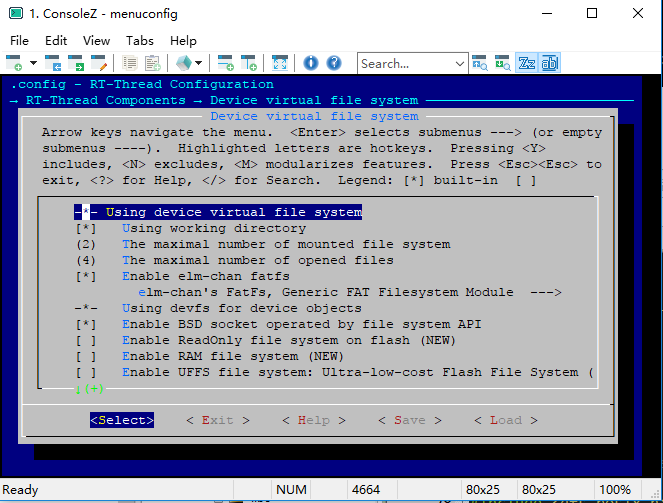 1. ConsoleZ - menuconfig
File Edit View Tabs Help
Search...
.config - RT-Thread Configuration
→ RT-Thread Components → Device virtual file system
Device virtual file system
Arrow keys navigate the menu.  <Enter> selects submenus ---> (or empty
submenus ----).  Highlighted letters are hotkeys.  Pressing <Y>
includes, <N> excludes, <M> modularizes features.  Press <Esc><Esc> to
exit, <?> for Help, </> for Search.  Legend: [*] built-in  [ ]
-*- Using device virtual file system
[*]   Using working directory
(2)   The maximal number of mounted file system
(4)   The maximal number of opened files
[*]   Enable elm-chan fatfs
elm-chan's FatFs, Generic FAT Filesystem Module  --->
-*-   Using devfs for device objects
[*]   Enable BSD socket operated by file system API
[ ]   Enable ReadOnly file system on flash (NEW)
[ ]   Enable RAM file system (NEW)
[ ]   Enable UFFS file system: Ultra-low-cost Flash File System (
↓(+)
<Select>    < Exit >    < Help >    < Save >    < Load >
Ready NUM 4664 80x25 80x25 100%